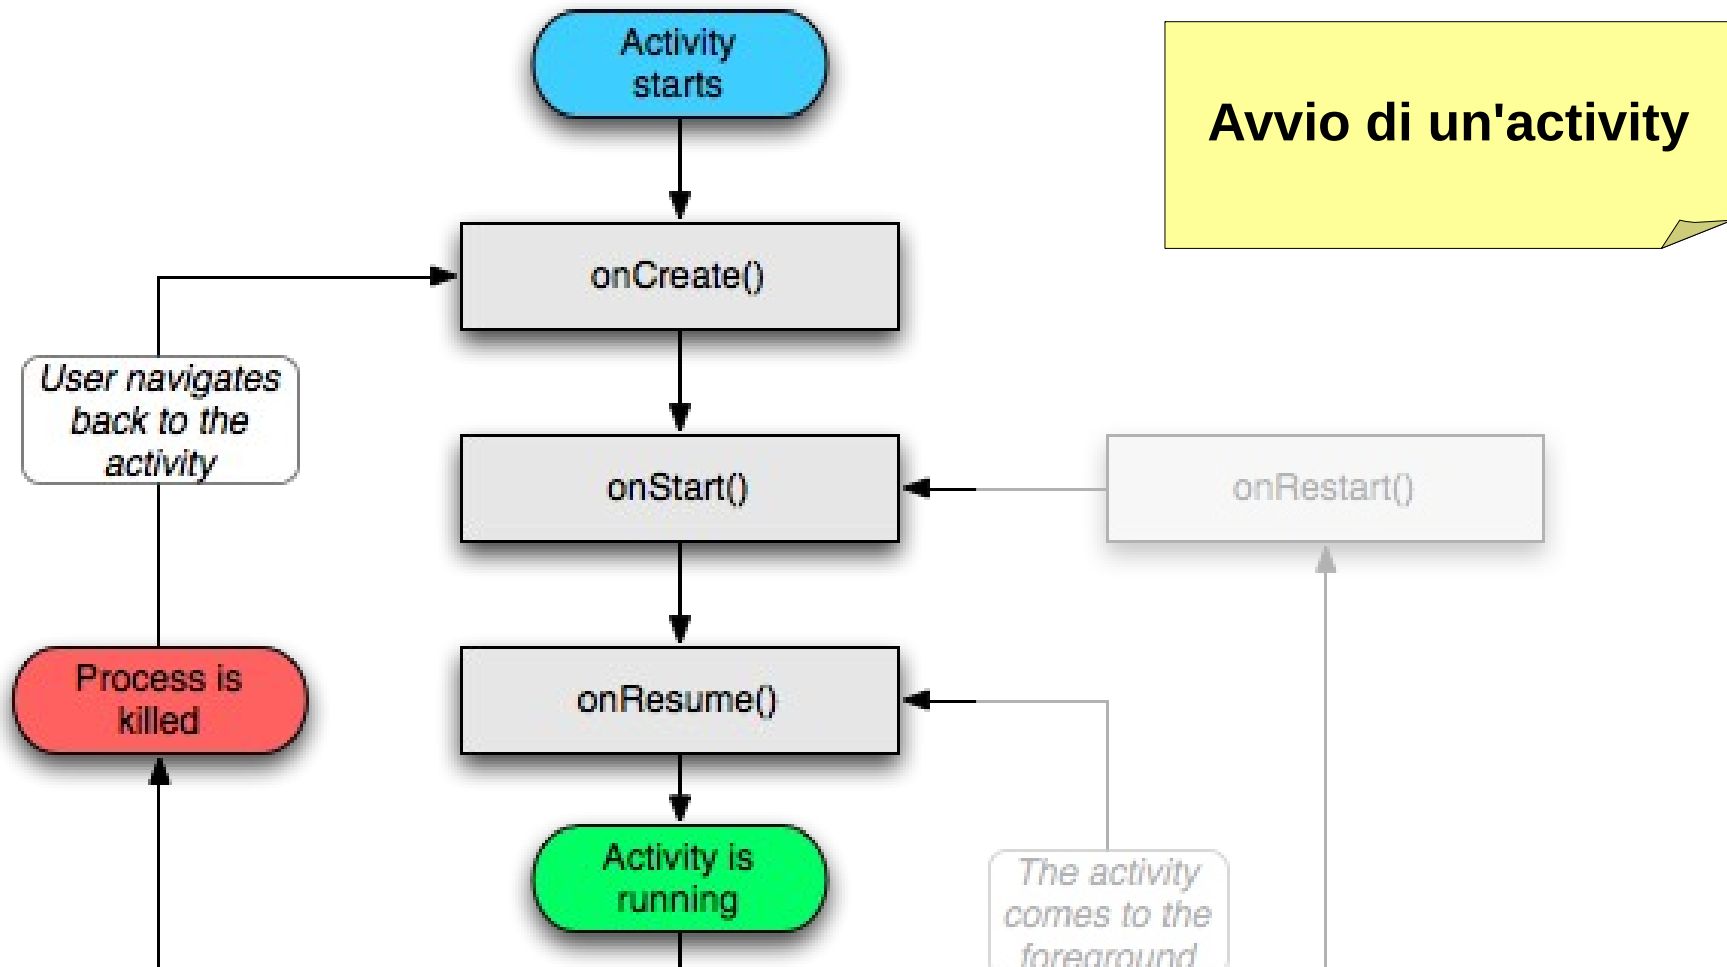 Activity
starts
Avvio di un'activity
onCreate()
User navigates
back to the
activity
onStart()
onRestart()
Process is
killed
onResume()
Activity is
running
The activity
comes to the
foreground